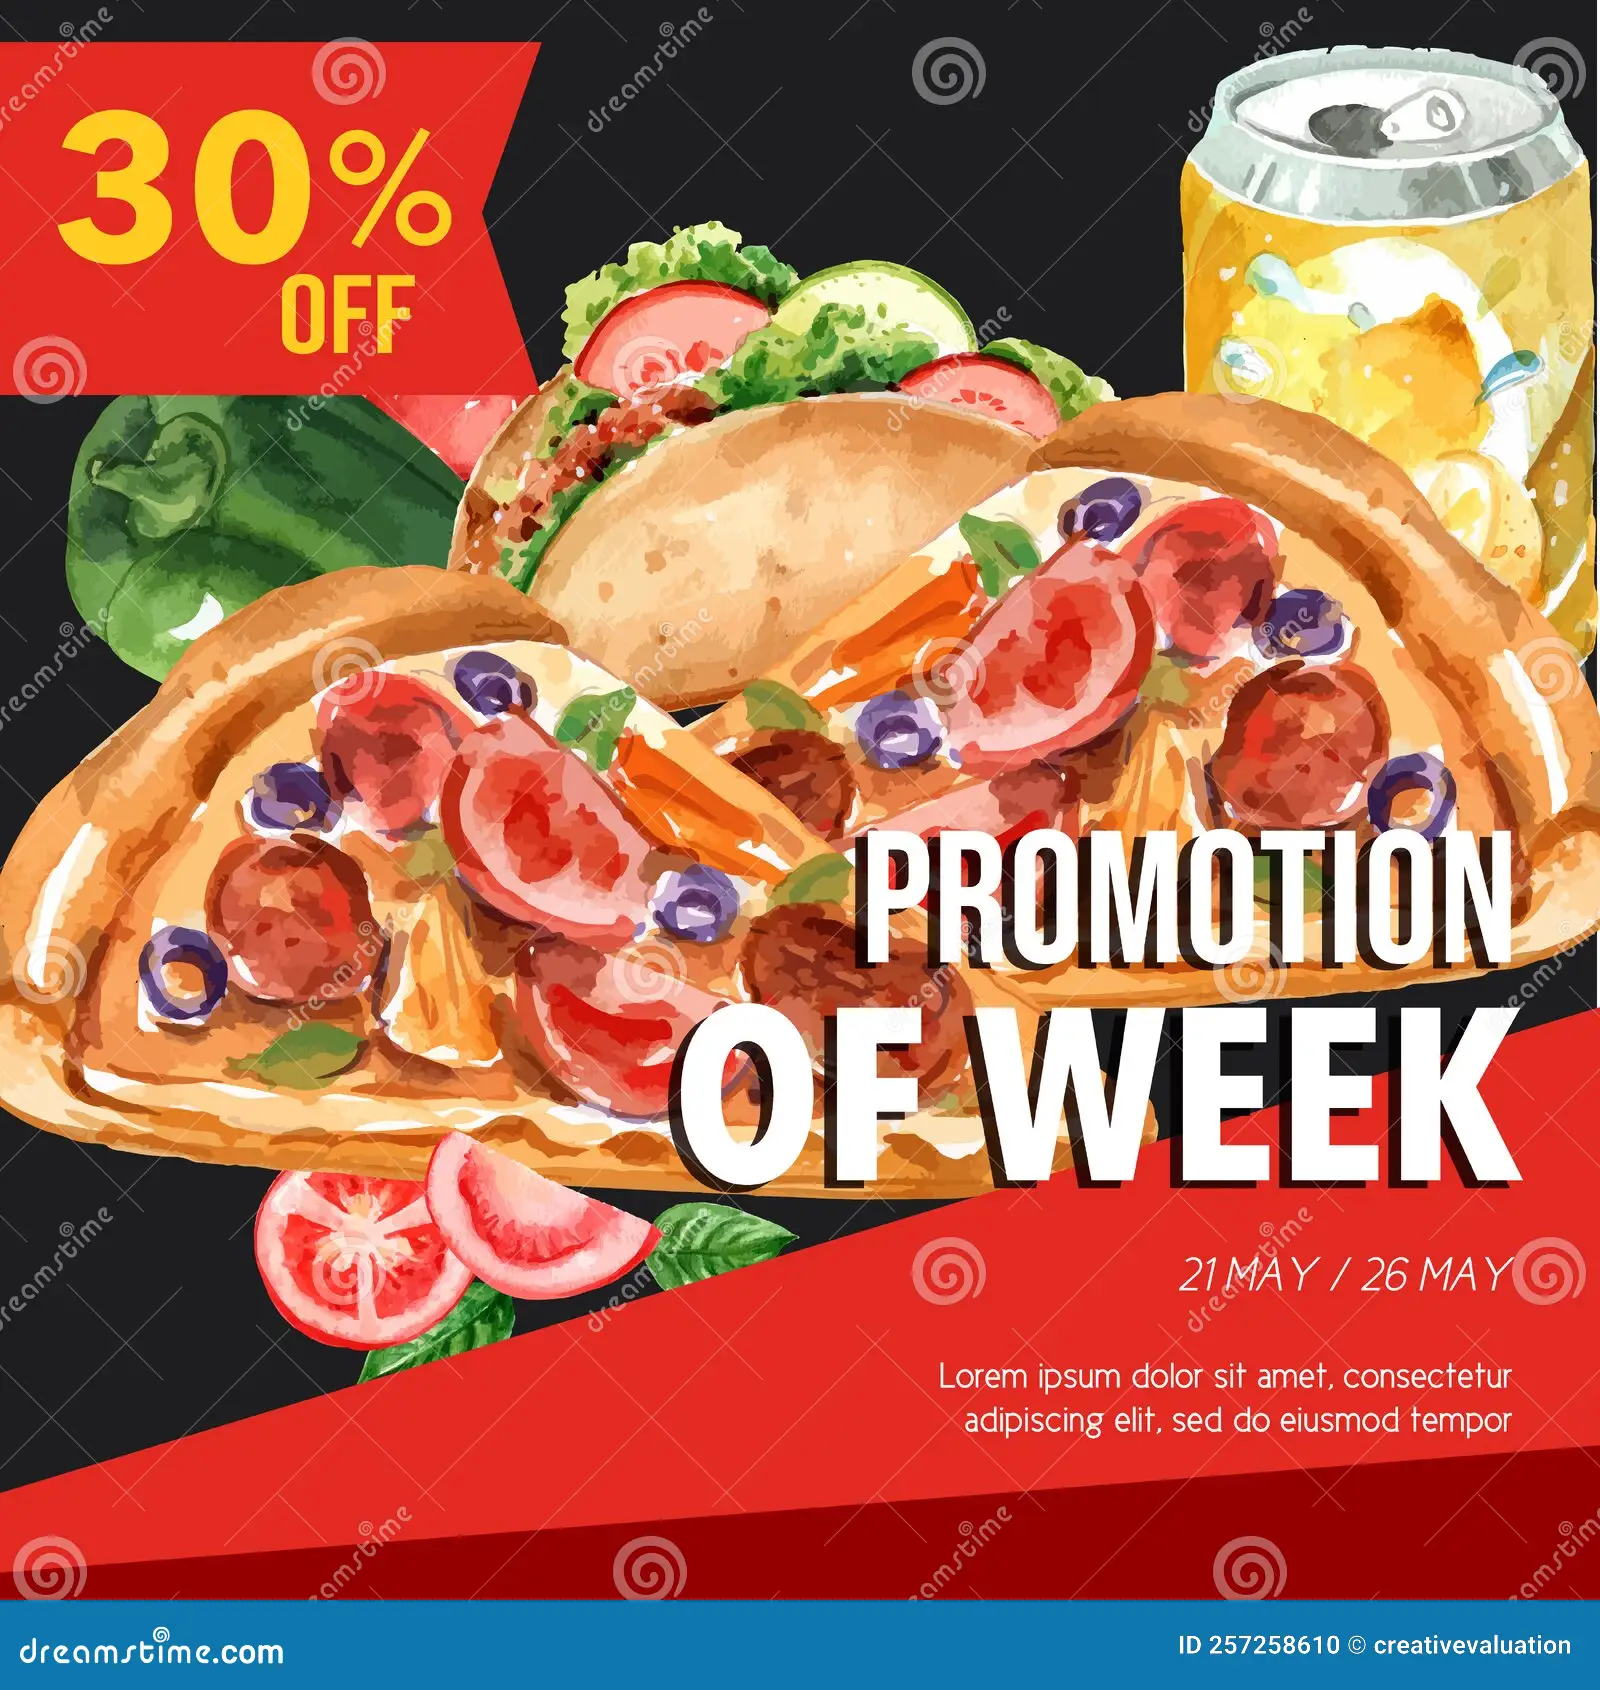 30%
OFF
PROMOTION
OF WEEK
21 MAY / 26 MAY
Lorem ipsum dolor sit amet, consectetur
adipiscing elit, sed do eiusmod tempor
dreamstime.com
ID 257258610 © creativevaluation